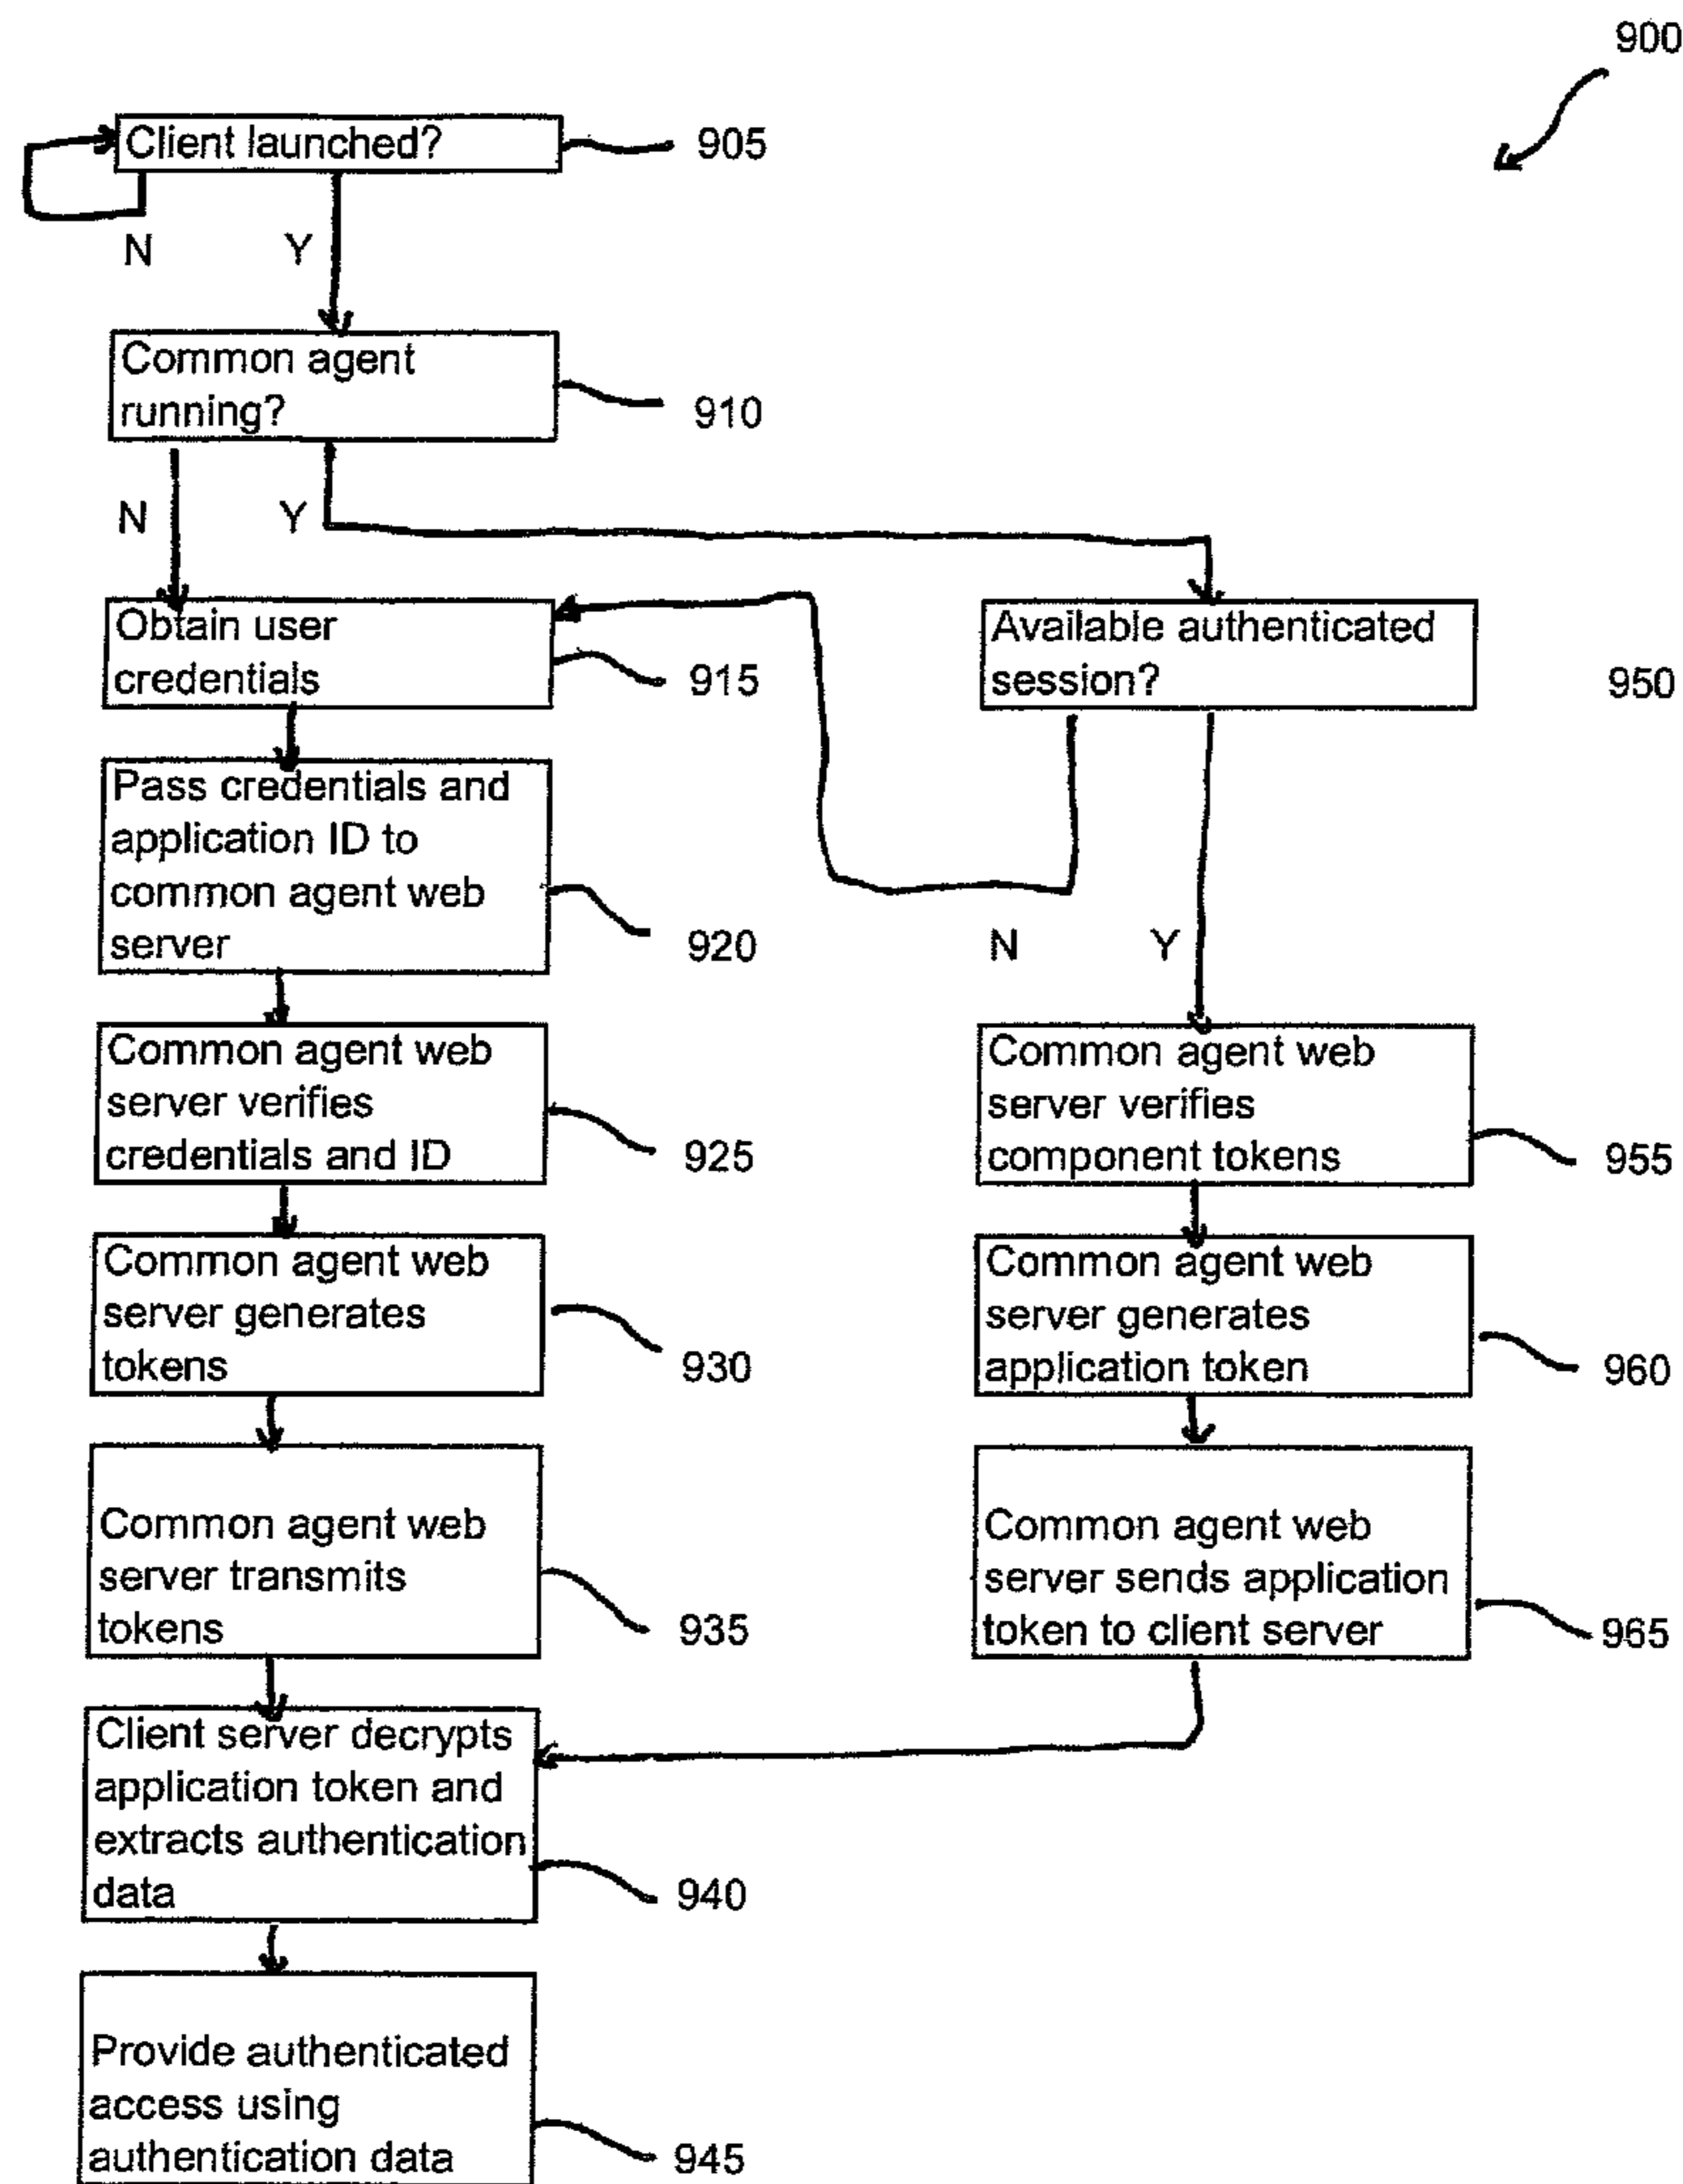 900
Client launched?
905
N
Y
Common agent
running?
910
N
Y
Obtain user
credentials
915
Available authenticated
session?
950
Pass credentials and
application ID to
common agent web
server
920
N
Y
Common agent web
server verifies
credentials and ID
925
Common agent web
server verifies
component tokens
955
Common agent web
server generates
tokens
930
Common agent web
server generates
application token
960
Common agent web
server transmits
tokens
935
Common agent web
server sends application
token to client server
965
Client server decrypts
application token and
extracts authentication
data
940
Provide authenticated
access using
authentication data
945